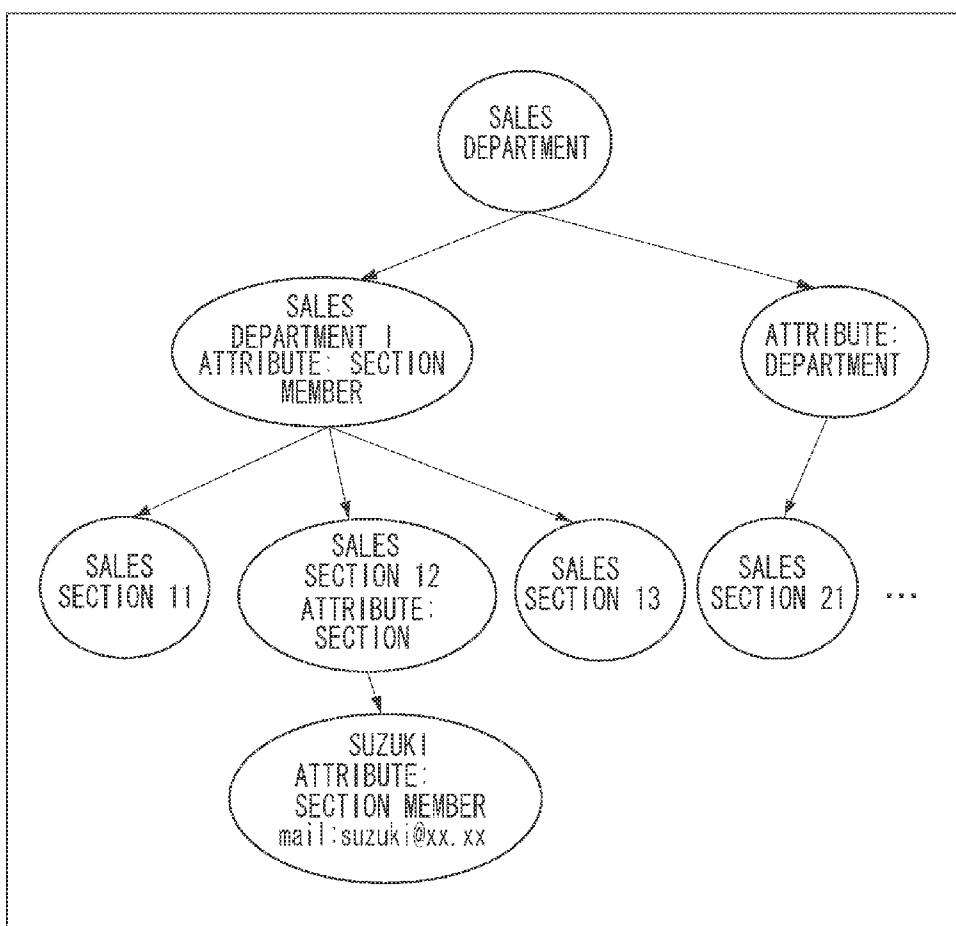 SALES
DEPARTMENT
SALES
DEPARTMENT I
ATTRIBUTE: SECTION
MEMBER
ATTRIBUTE:
DEPARTMENT
SALES
SECTION 11
SALES
SECTION 12
ATTRIBUTE:
SECTION
SALES
SECTION 13
SALES
SECTION 21
...
SUZUKI
ATTRIBUTE:
SECTION MEMBER
mail:suzuki@xx.xx